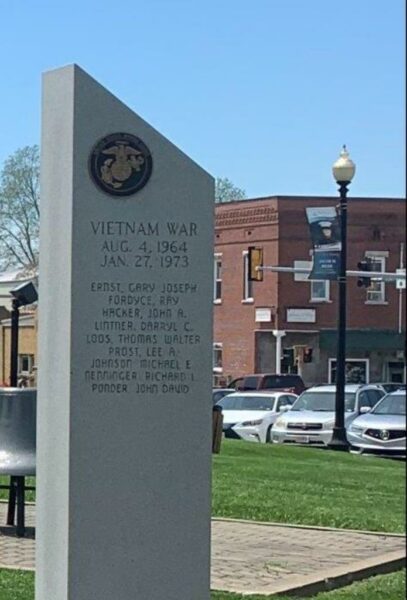 VIETNAM WAR
AUG. 4, 1964
JAN. 27, 1973
ERNST, GARY JOSEPH
FORDYCE, RAY
HACKER, JOHN A.
LINTNER, DARRYL C.
LOOS, THOMAS WALTER
PROST, LEE A.
JOHNSON, MICHAEL E
NENNINGER, RICHARD L
PONDER, JOHN DAVID